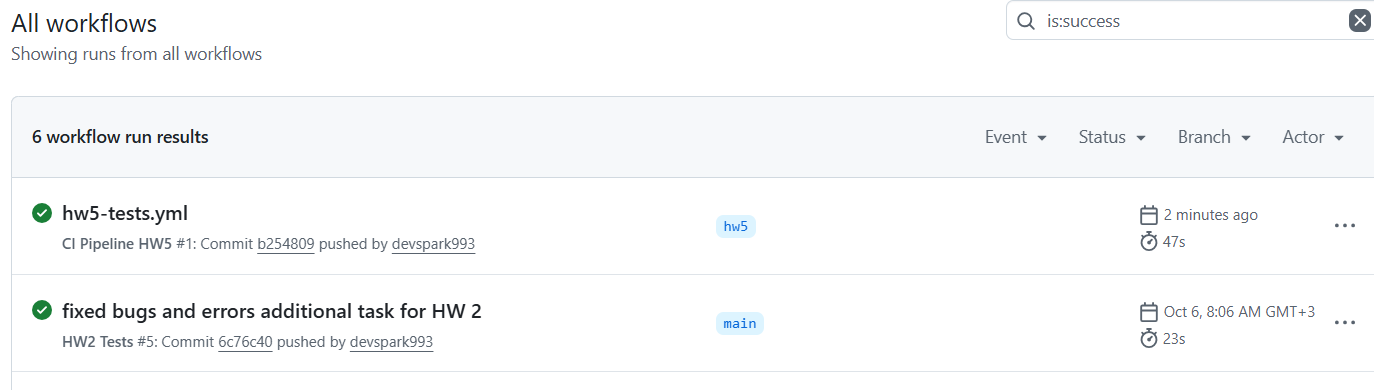 All workflows
is:success
Showing runs from all workflows
6 workflow run results
Event
Status
Branch
Actor
hw5-tests.yml
CI Pipeline HW5 #1: Commit b254809 pushed by devspark993
hw5
2 minutes ago
47s
fixed bugs and errors additional task for HW 2
HW2 Tests #5: Commit 6c76c40 pushed by devspark993
main
Oct 6, 8:06 AM GMT+3
23s